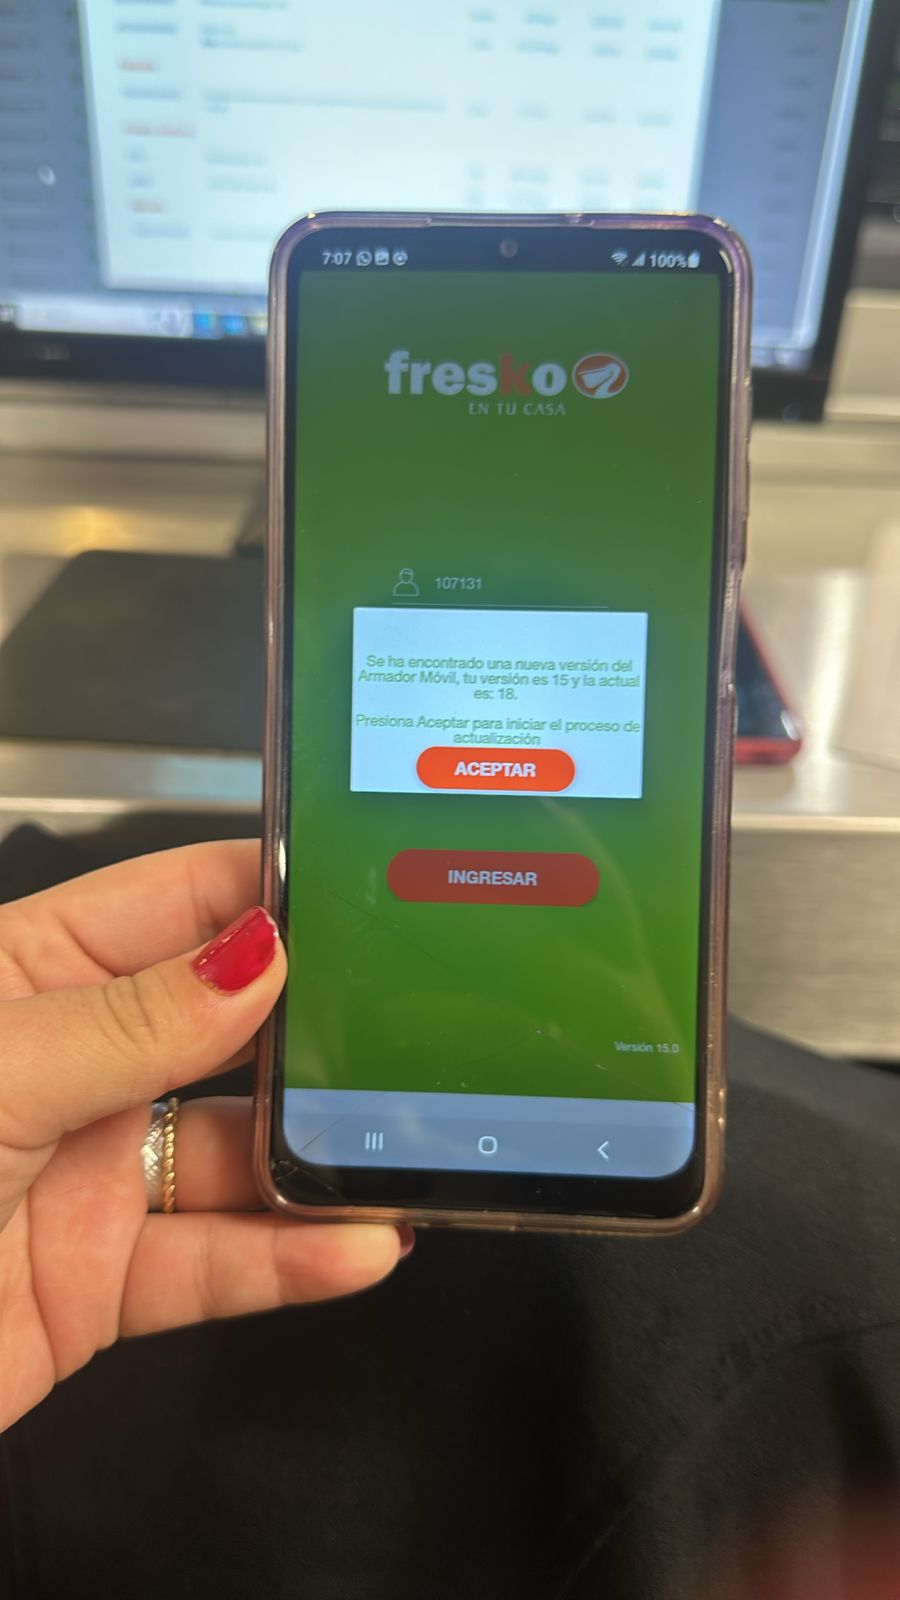 7:07
100%
fresko
EN TU CASA
107131
Se ha encontrado una nueva versión del
Armador Móvil, tu versión es 15 y la actual
es: 18.
Presiona Aceptar para iniciar el proceso de
actualización
ACEPTAR
INGRESAR
Versión 15.0